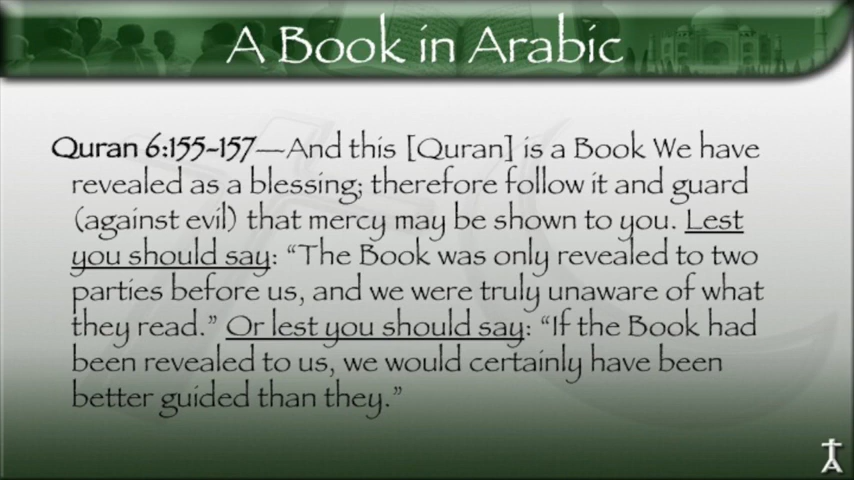 A Book in Arabic
Quran 6:155-157—And this [Quran] is a Book We have
revealed as a blessing; therefore follow it and guard
(against evil) that mercy may be shown to you. Lest
you should say: “The Book was only revealed to two
parties before us, and we were truly unaware of what
they read.” Or lest you should say: “If the Book had
been revealed to us, we would certainly have been
better guided than they.”